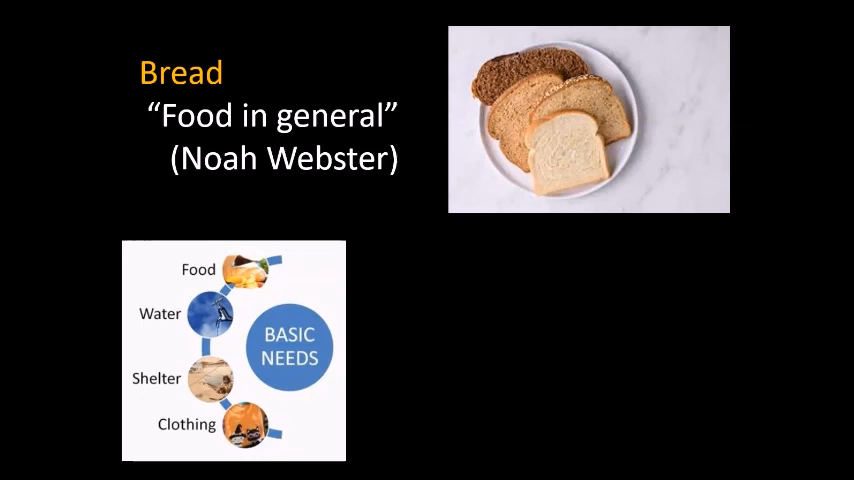 Bread
“Food in general”
(Noah Webster)
Food
Water
BASIC
NEEDS
Shelter
Clothing